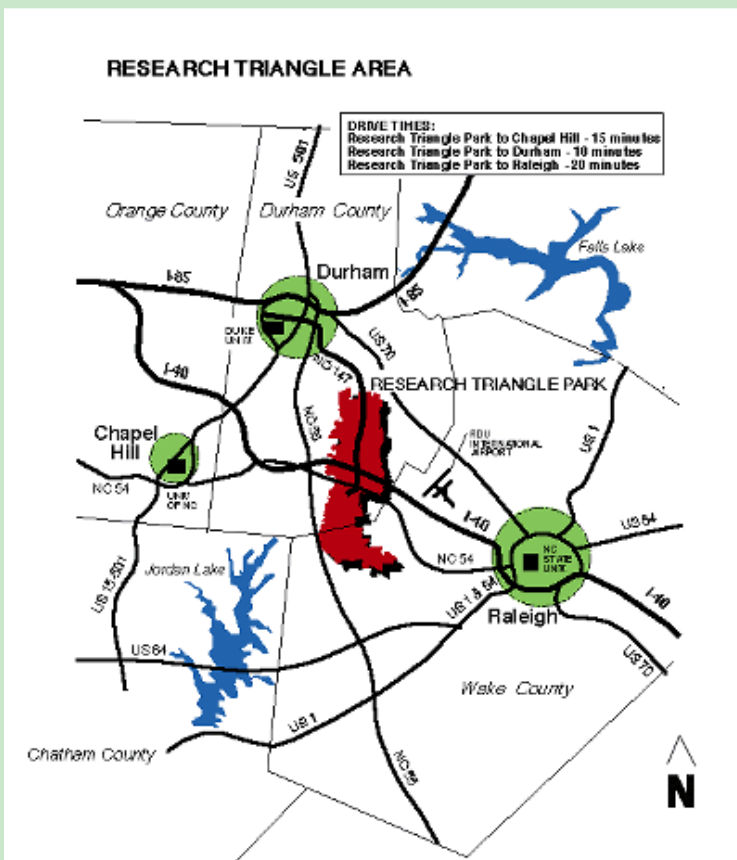 RESEARCH TRIANGLE AREA
DRIVE TIMES:
Research Triangle Park to Chapel Hill - 15 minutes
Research Triangle Park to Durham - 10 minutes
Research Triangle Park to Raleigh -20 minutes
US 501
Orange County
Durham County
Falls Lake
Durham
I-85
I-85
DUKE
UNIV.
US 70
NC 147
I-40
RESEARCH TRIANGLE PARK
Chapel
Hill
NC 55
RDU
INTERNATIONAL
AIRPORT
US 1
NC 54
UNIV.
OF NC
I-40
US 64
NC
STATE
UNIV.
NC 54
Jordan Lake
US 15-501
US 1 & 64
Raleigh
I-40
US 64
US 70
Wake County
US 1
Chatham County
NC 55
N